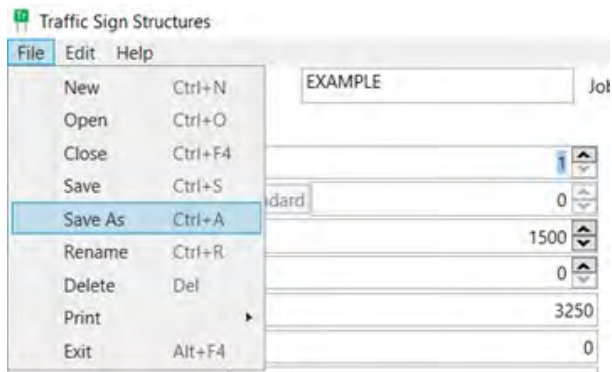 Traffic Sign Structures
File Edit Help
New Ctrl+N
EXAMPLE
Job
Open Ctrl+O
Close Ctrl+F4
1
Save Ctrl+S
dard
0
Save As Ctrl+A
1500
Rename Ctrl+R
0
Delete Del
Print
3250
Exit Alt+F4
0